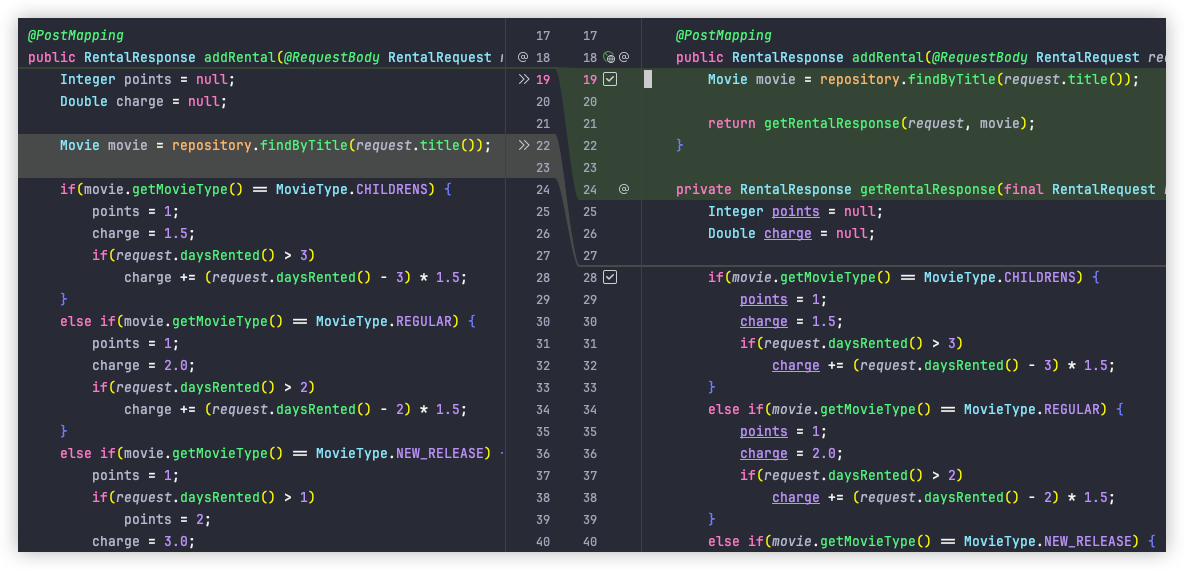 @PostMapping 17
public RentalResponse addRental(@RequestBody RentalRequest @ 18
Integer points = null; >> 19
Double charge = null; 20
21
Movie movie = repository.findByTitle(request.title()); >> 22
23
if(movie.getMovieType() == MovieType.CHILDRENS) { 24
points = 1; 25
charge = 1.5; 26
if(request.daysRented() > 3) 27
charge += (request.daysRented() - 3) * 1.5; 28
} 29
else if(movie.getMovieType() == MovieType.REGULAR) { 30
points = 1; 31
charge = 2.0; 32
if(request.daysRented() > 2) 33
charge += (request.daysRented() - 2) * 1.5; 34
} 35
else if(movie.getMovieType() == MovieType.NEW_RELEASE) 36
points = 1; 37
if(request.daysRented() > 1) 38
points = 2; 39
charge = 3.0; 40
17 @PostMapping
18 @ public RentalResponse addRental(@RequestBody RentalRequest
19 Movie movie = repository.findByTitle(request.title());
20
21 return getRentalResponse(request, movie);
22 }
23
24 @ private RentalResponse getRentalResponse(final RentalRequest
25 Integer points = null;
26 Double charge = null;
27
28 if(movie.getMovieType() == MovieType.CHILDRENS) {
29 points = 1;
30 charge = 1.5;
31 if(request.daysRented() > 3)
32 charge += (request.daysRented() - 3) * 1.5;
33 }
34 else if(movie.getMovieType() == MovieType.REGULAR) {
35 points = 1;
36 charge = 2.0;
37 if(request.daysRented() > 2)
38 charge += (request.daysRented() - 2) * 1.5;
39 }
40 else if(movie.getMovieType() == MovieType.NEW_RELEASE) {